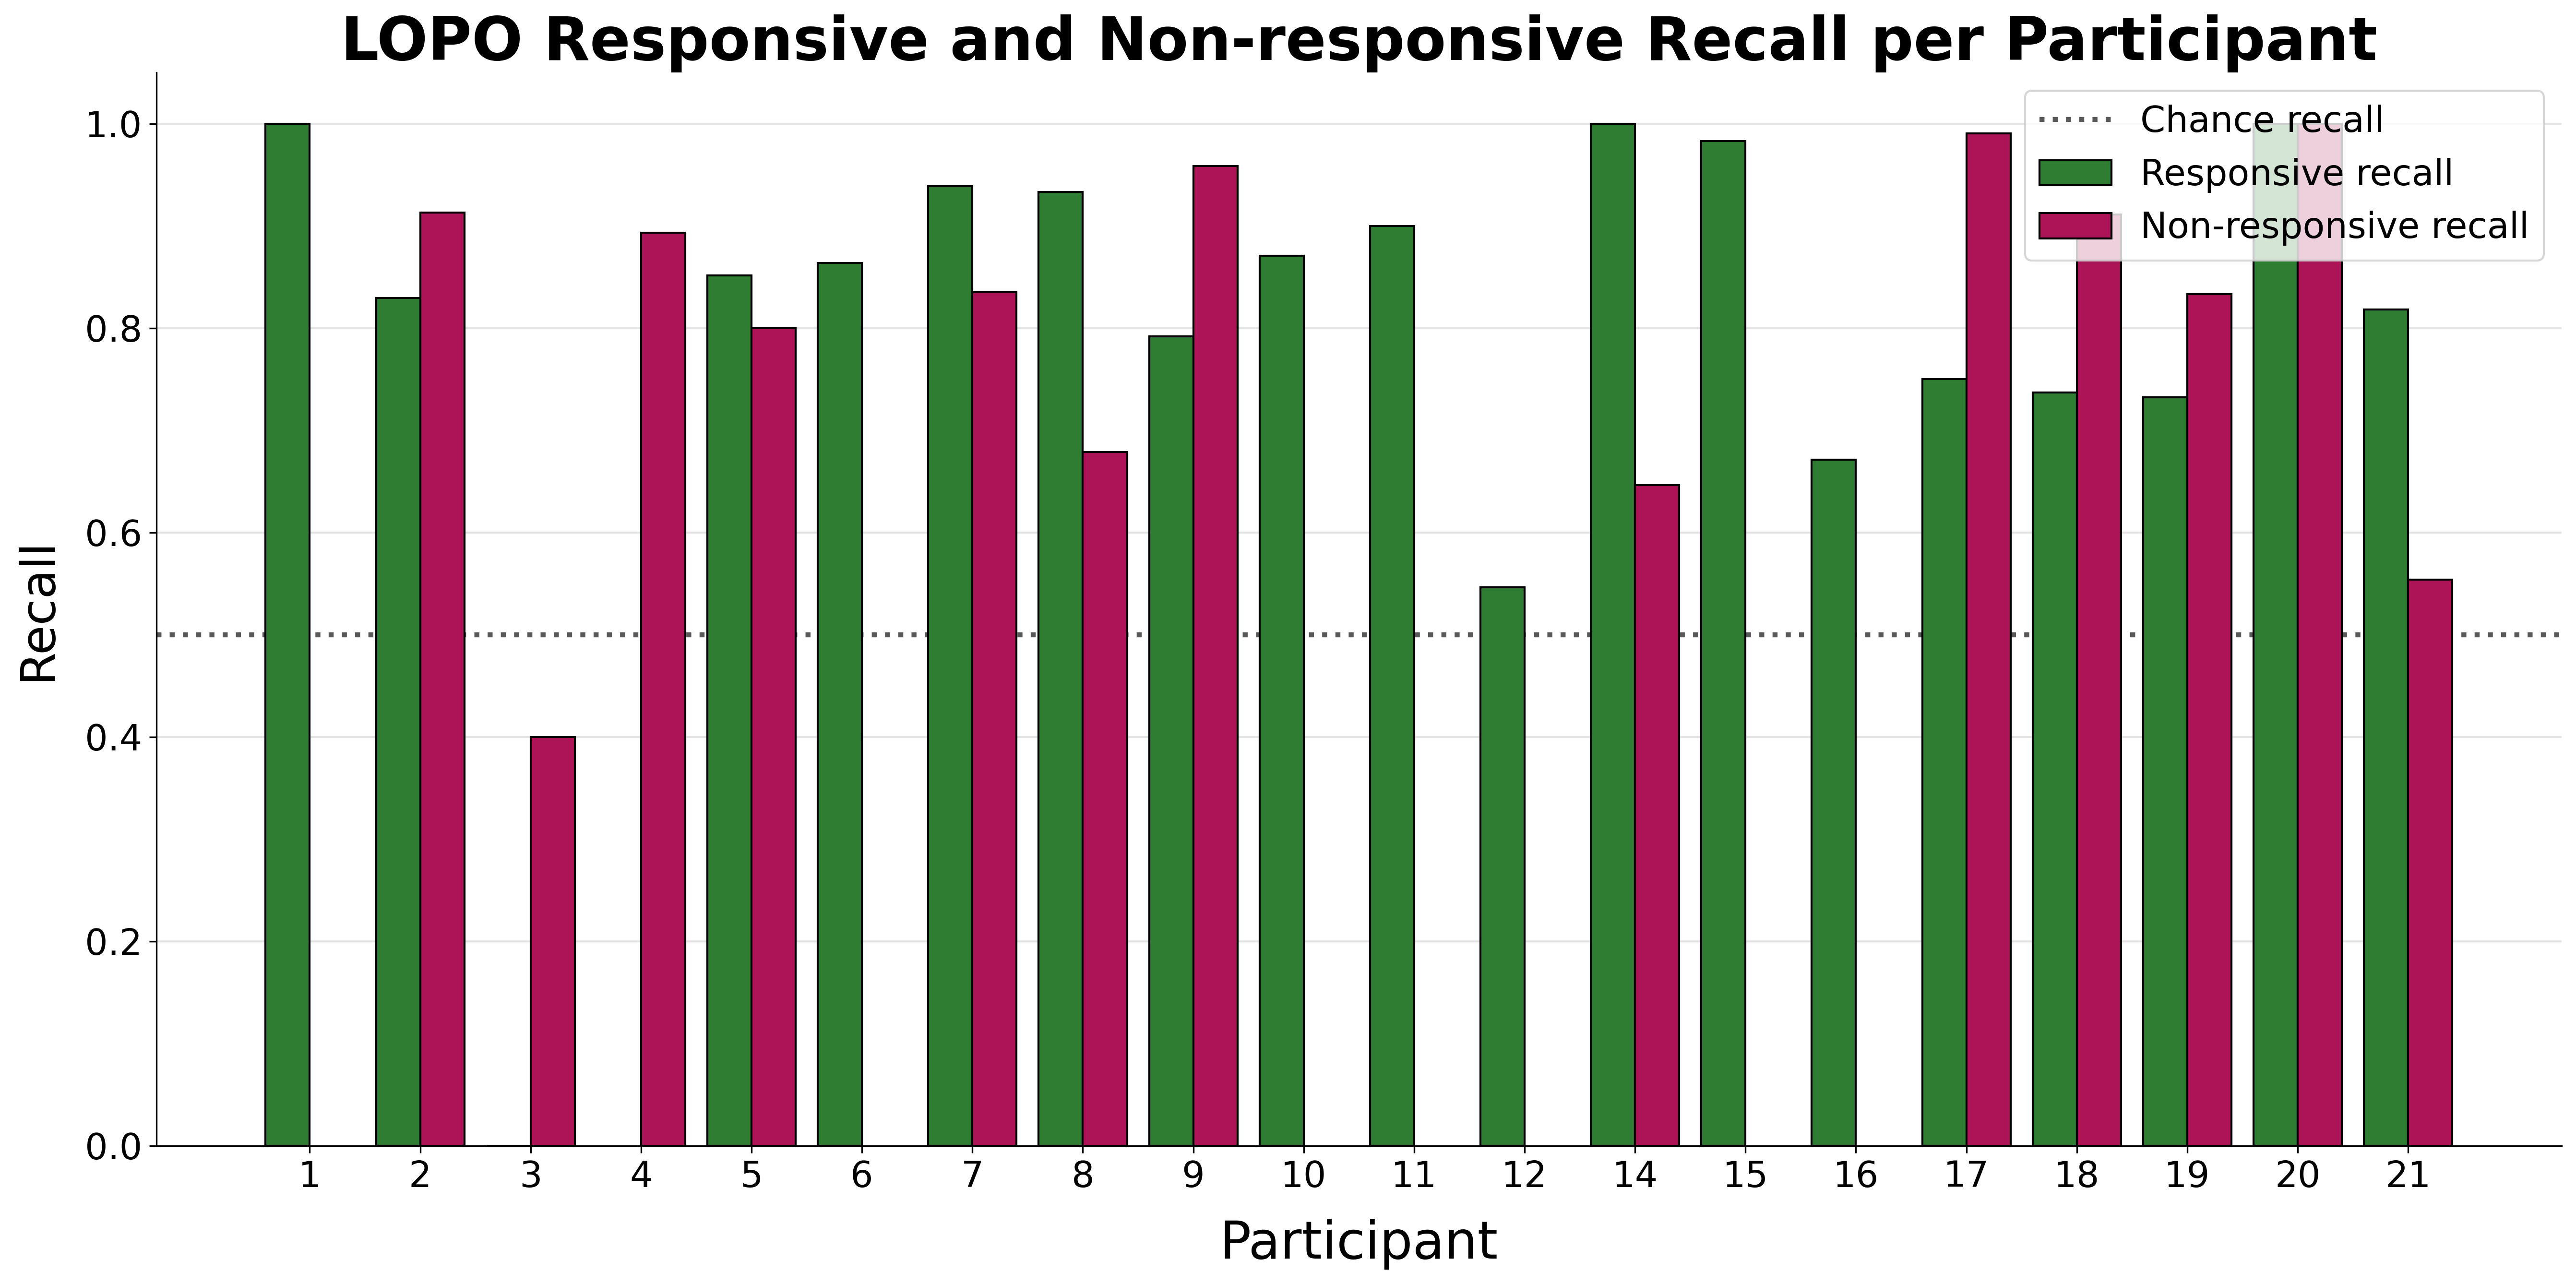 LOPO Responsive and Non-responsive Recall per Participant
Chance recall
Responsive recall
Non-responsive recall
1.0
0.8
0.6
0.4
0.2
0.0
Recall
1 2 3 4 5 6 7 8 9 10 11 12 14 15 16 17 18 19 20 21
Participant